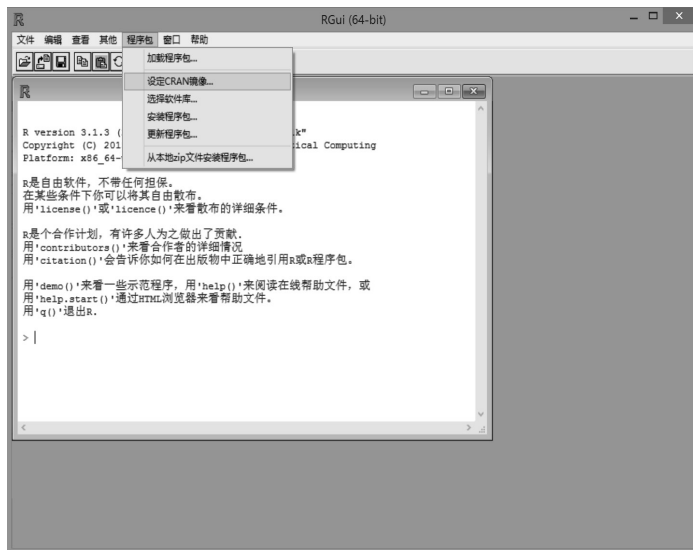 RGui (64-bit)
文件 编辑 查看 其他 程序包 窗口 帮助
加载程序包...
设定CRAN镜像...
选择软件库...
安装程序包...
更新程序包...
从本地zip文件安装程序包...
R version 3.1.3 (
Copyright (C) 201 ical Computing
Platform: x86_64-
R是自由软件，不带任何担保。
在某些条件下你可以将其自由散布。
用'license()'或'licence()'来看散布的详细条件。
R是个合作计划，有许多人为之做出了贡献.
用'contributors()'来看合作者的详细情况
用'citation()'会告诉你如何在出版物中正确地引用R或R程序包。
用'demo()'来看一些示范程序，用'help()'来阅读在线帮助文件，或
用'help.start()'通过HTML浏览器来看帮助文件。
用'q()'退出R.
>